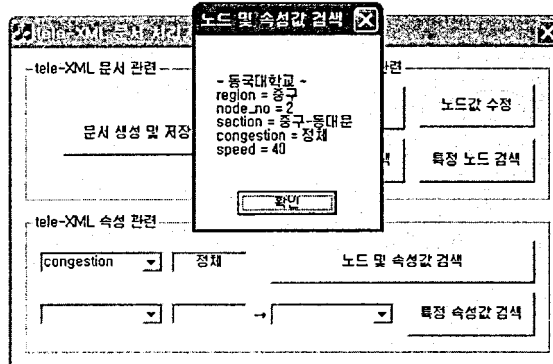 tele-XML 문서 처리
노드 및 속성값 검색
tele-XML 문서 관련
관련
- 동국대학교 -
region = 중구
node_no = 2
section = 중구-동대문
congestion = 정체
speed = 40
확인
문서 생성 및 저장
노드값 수정
특정 노드 검색
tele-XML 속성 관련
congestion
정체
노드 및 속성값 검색
→
특정 속성값 검색